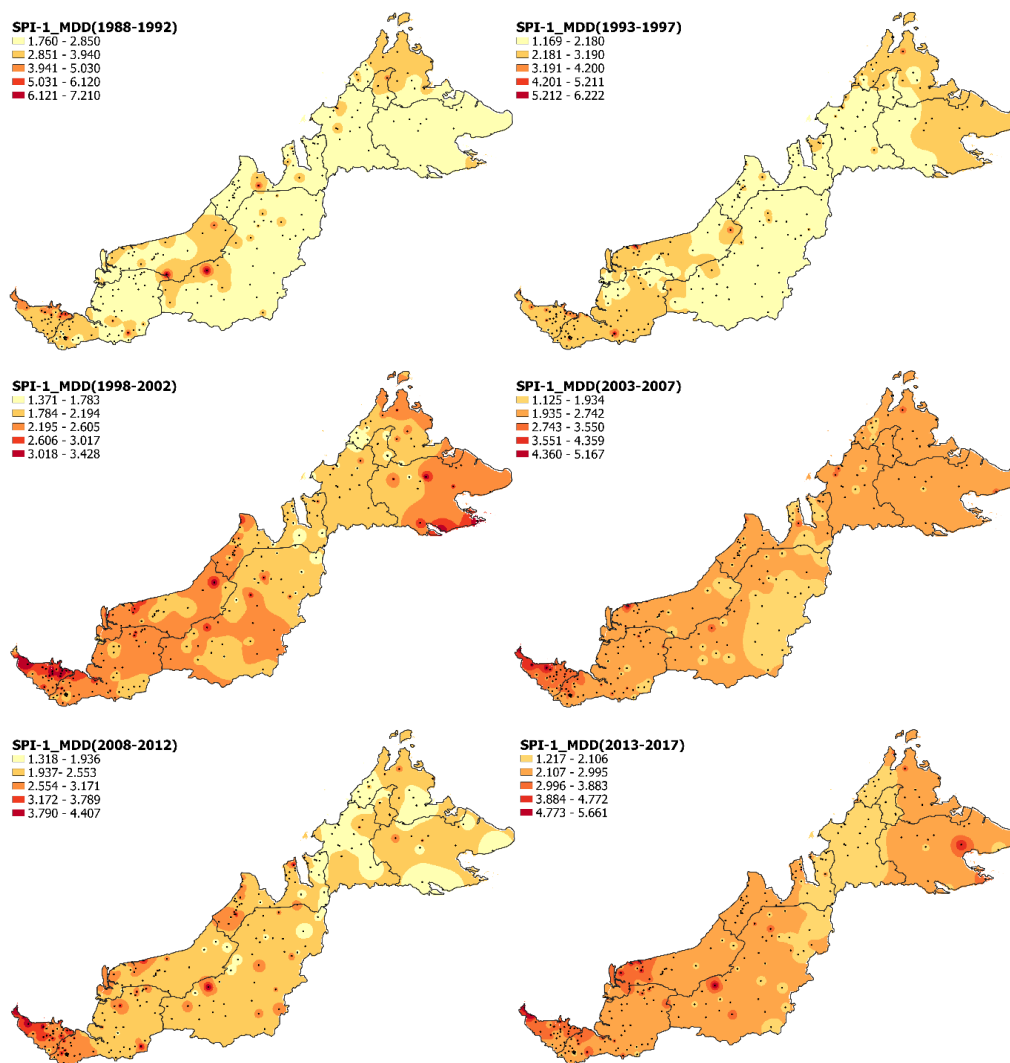 SPI-1_MDD(1988-1992)
1.760 - 2.850
2.851 - 3.940
3.941 - 5.030
5.031 - 6.120
6.121 - 7.210
SPI-1_MDD(1993-1997)
1.169 - 2.180
2.181 - 3.190
3.191 - 4.200
4.201 - 5.211
5.212 - 6.222
SPI-1_MDD(1998-2002)
1.371 - 1.783
1.784 - 2.194
2.195 - 2.605
2.606 - 3.017
3.018 - 3.428
SPI-1_MDD(2003-2007)
1.125 - 1.934
1.935 - 2.742
2.743 - 3.550
3.551 - 4.359
4.360 - 5.167
SPI-1_MDD(2008-2012)
1.318 - 1.936
1.937- 2.553
2.554 - 3.171
3.172 - 3.789
3.790 - 4.407
SPI-1_MDD(2013-2017)
1.217 - 2.106
2.107 - 2.995
2.996 - 3.883
3.884 - 4.772
4.773 - 5.661